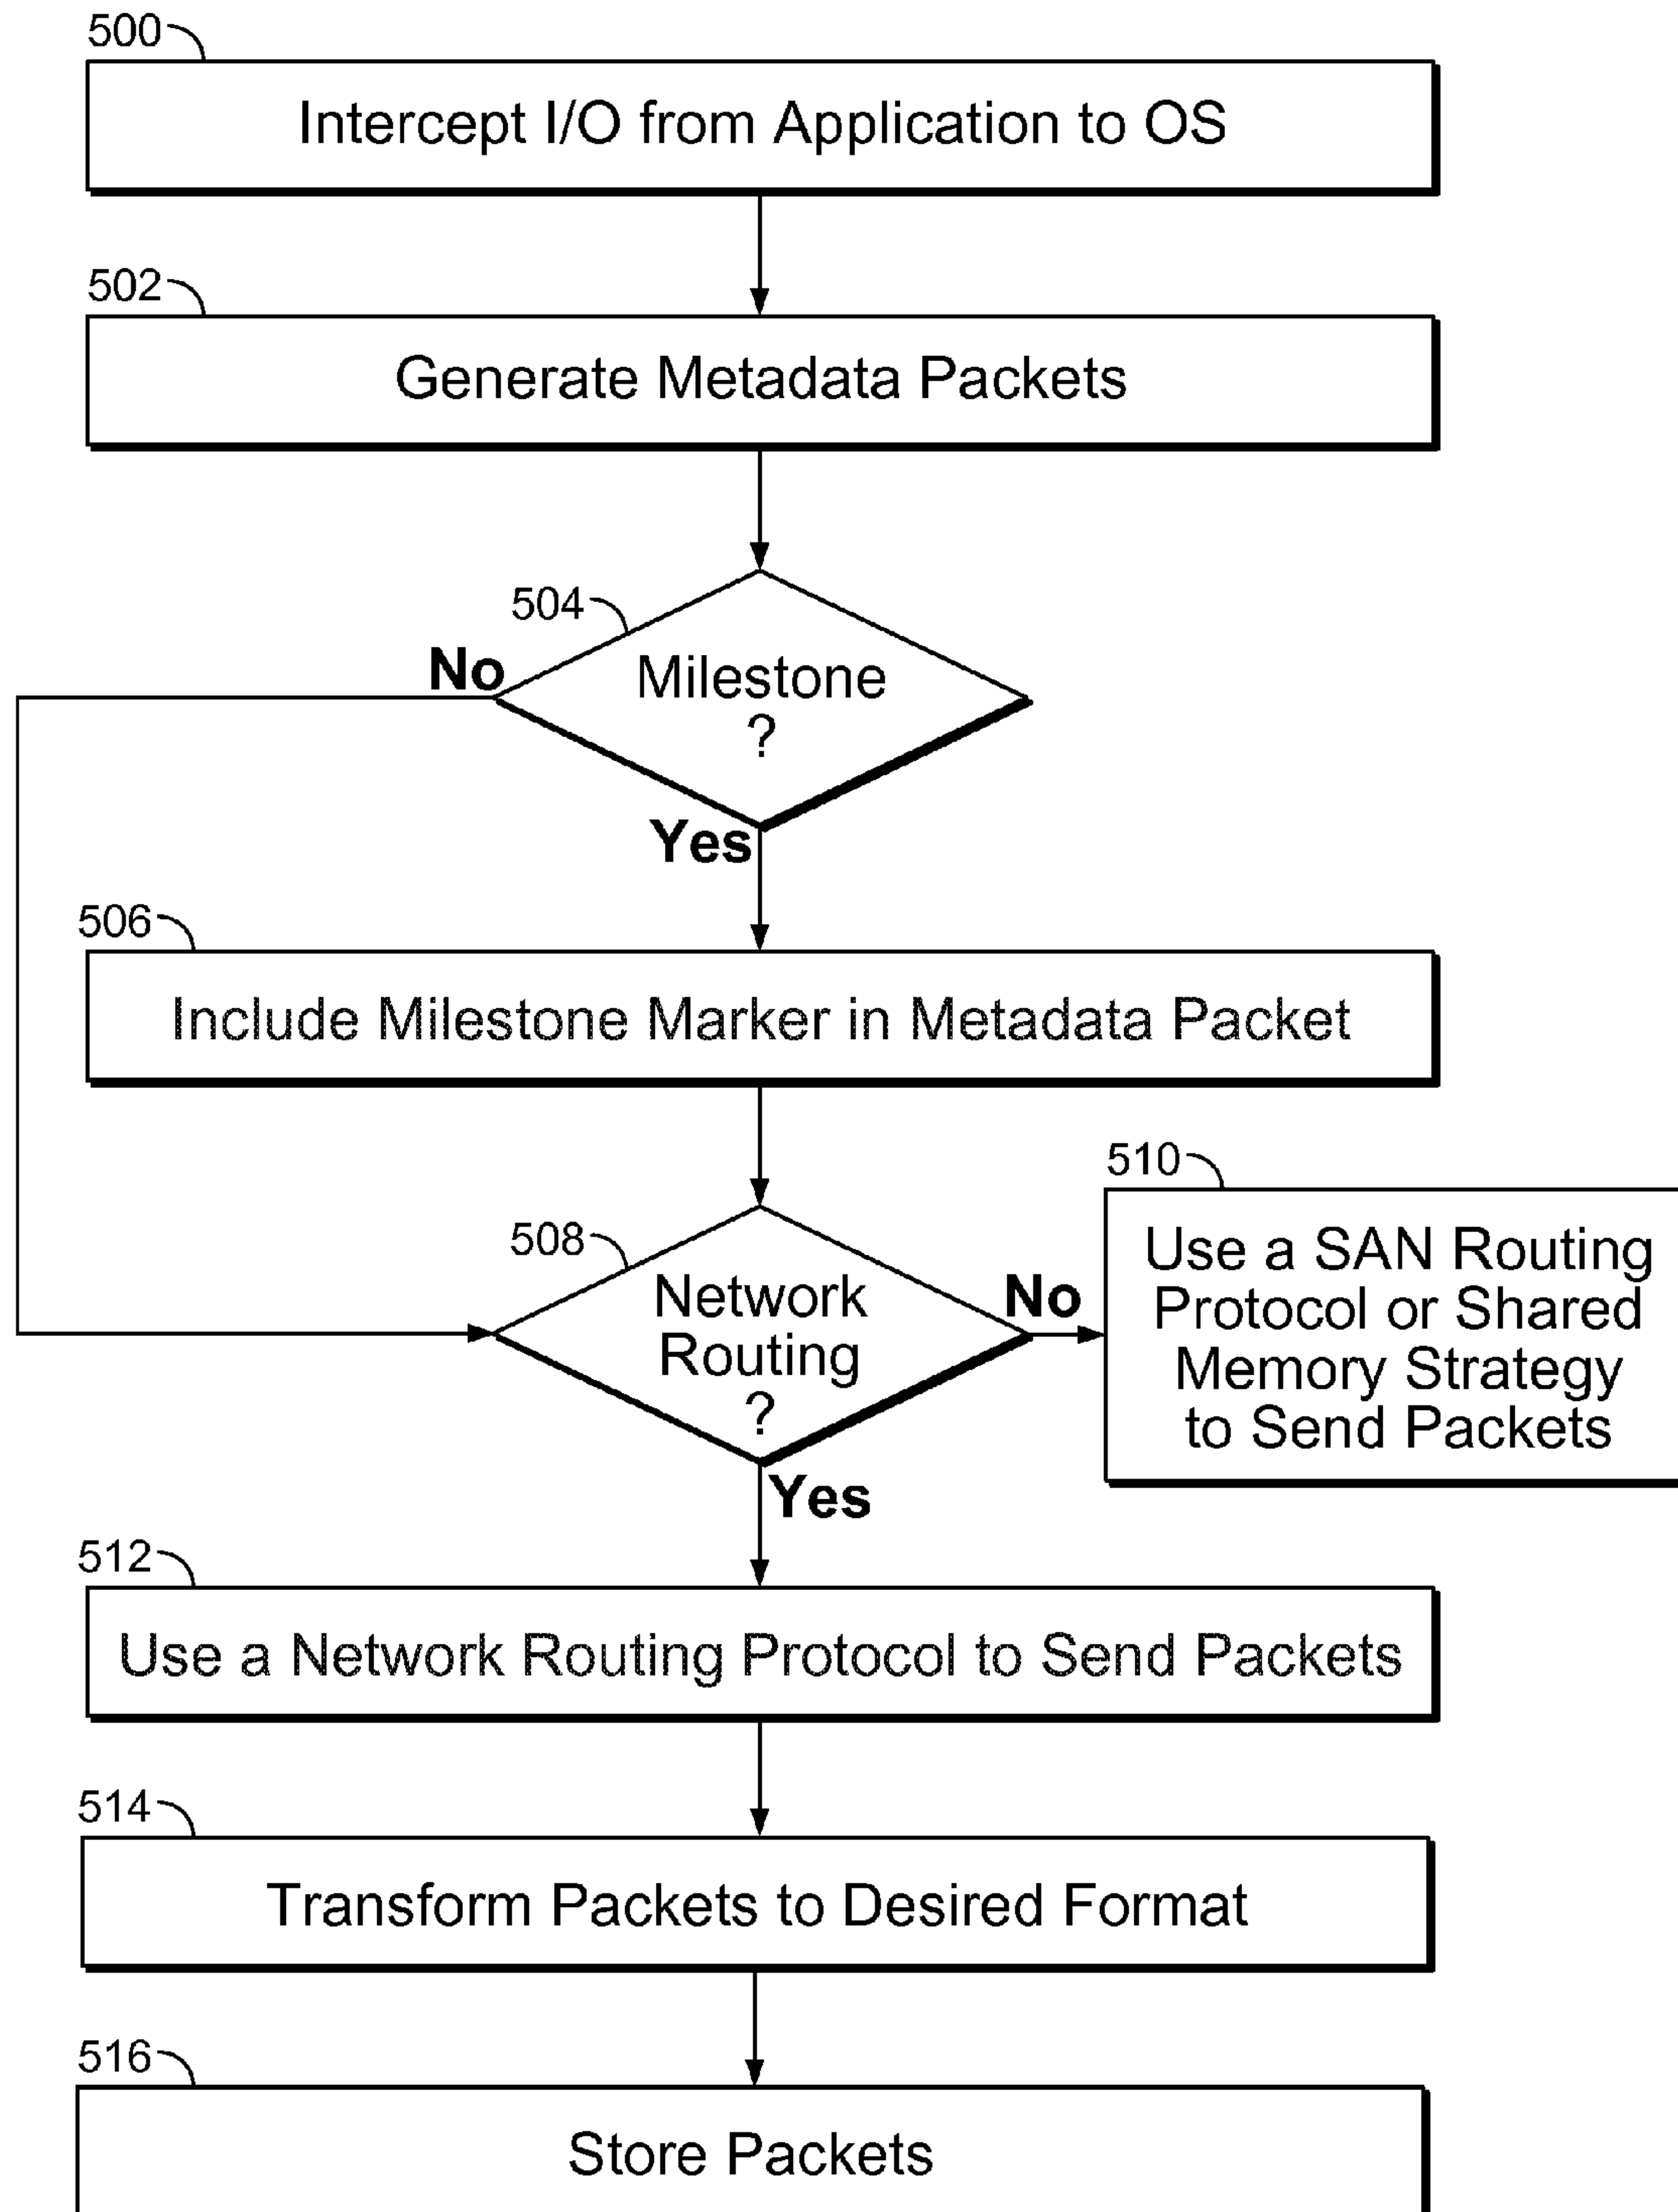 500
Intercept I/O from Application to OS
502
Generate Metadata Packets
504
No
Milestone
?
Yes
506
Include Milestone Marker in Metadata Packet
510
508
Network
Routing
?
No
Use a SAN Routing
Protocol or Shared
Memory Strategy
to Send Packets
Yes
512
Use a Network Routing Protocol to Send Packets
514
Transform Packets to Desired Format
516
Store Packets